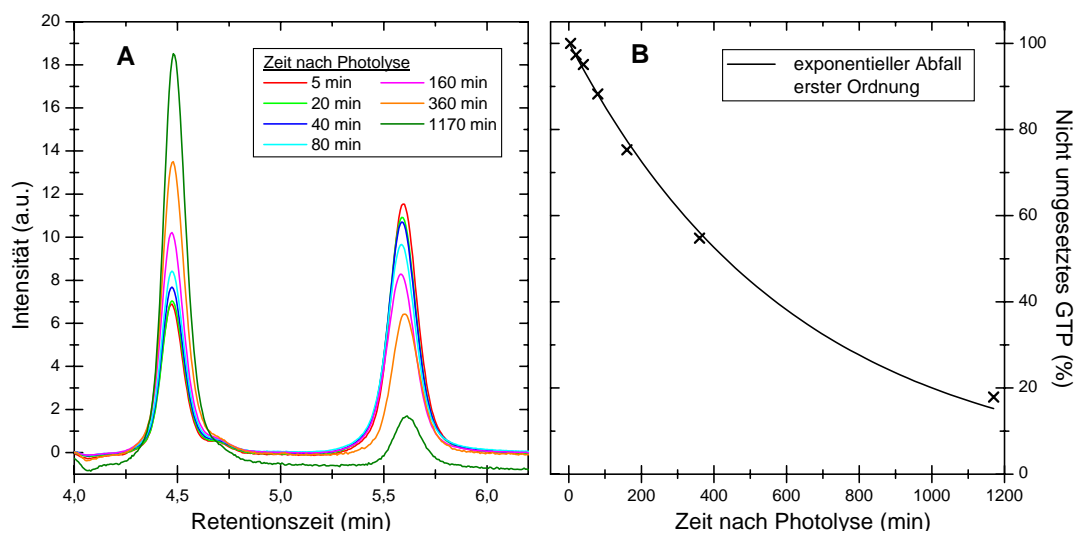 A
Zeit nach Photolyse
5 min
160 min
20 min
360 min
40 min
1170 min
80 min
20
18
16
14
12
10
8
6
4
2
0
Intensität (a.u.)
4,0
4,5
5,0
5,5
6,0
Retentionszeit (min)
B
exponentieller Abfall
erster Ordnung
100
80
60
40
20
0
Nicht umgesetztes GTP (%)
0
200
400
600
800
1000
1200
Zeit nach Photolyse (min)